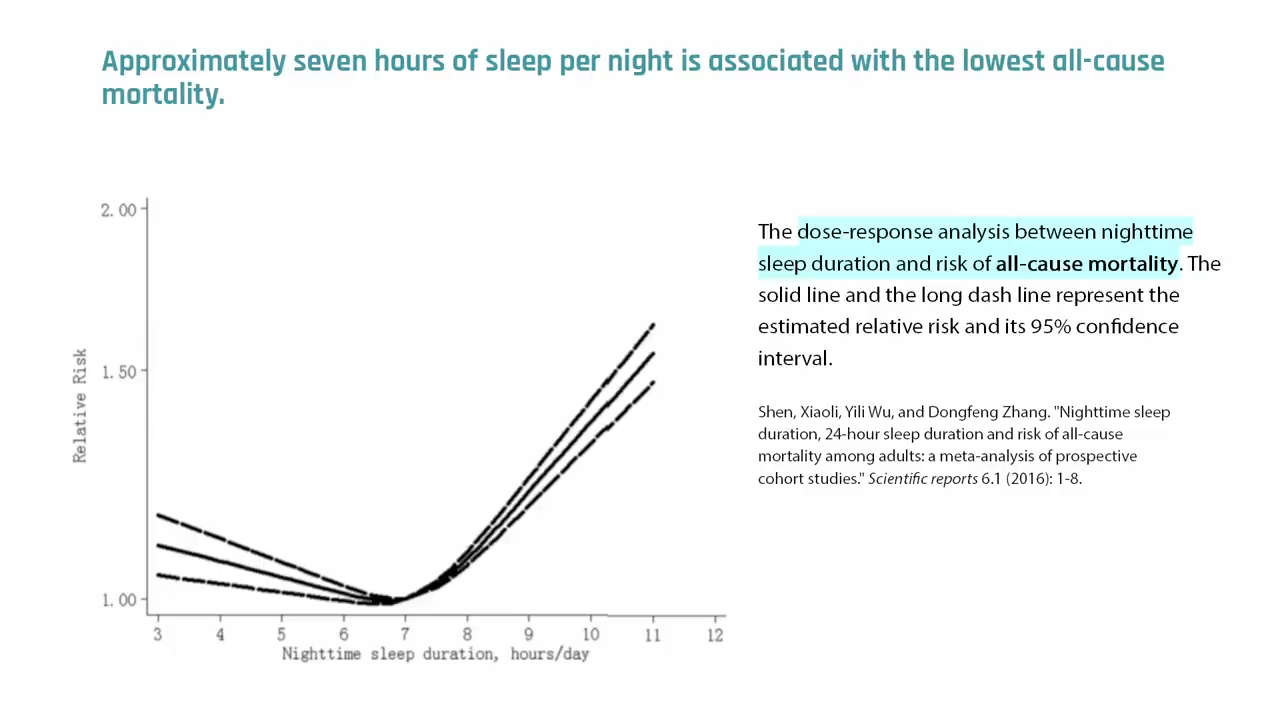 Approximately seven hours of sleep per night is associated with the lowest all-cause
mortality.
2.00
1.50
1.00
Relative Risk
3 4 5 6 7 8 9 10 11 12
Nighttime sleep duration, hours/day
The dose-response analysis between nighttime
sleep duration and risk of all-cause mortality. The
solid line and the long dash line represent the
estimated relative risk and its 95% confidence
interval.
Shen, Xiaoli, Yili Wu, and Dongfeng Zhang. "Nighttime sleep
duration, 24-hour sleep duration and risk of all-cause
mortality among adults: a meta-analysis of prospective
cohort studies." Scientific reports 6.1 (2016): 1-8.